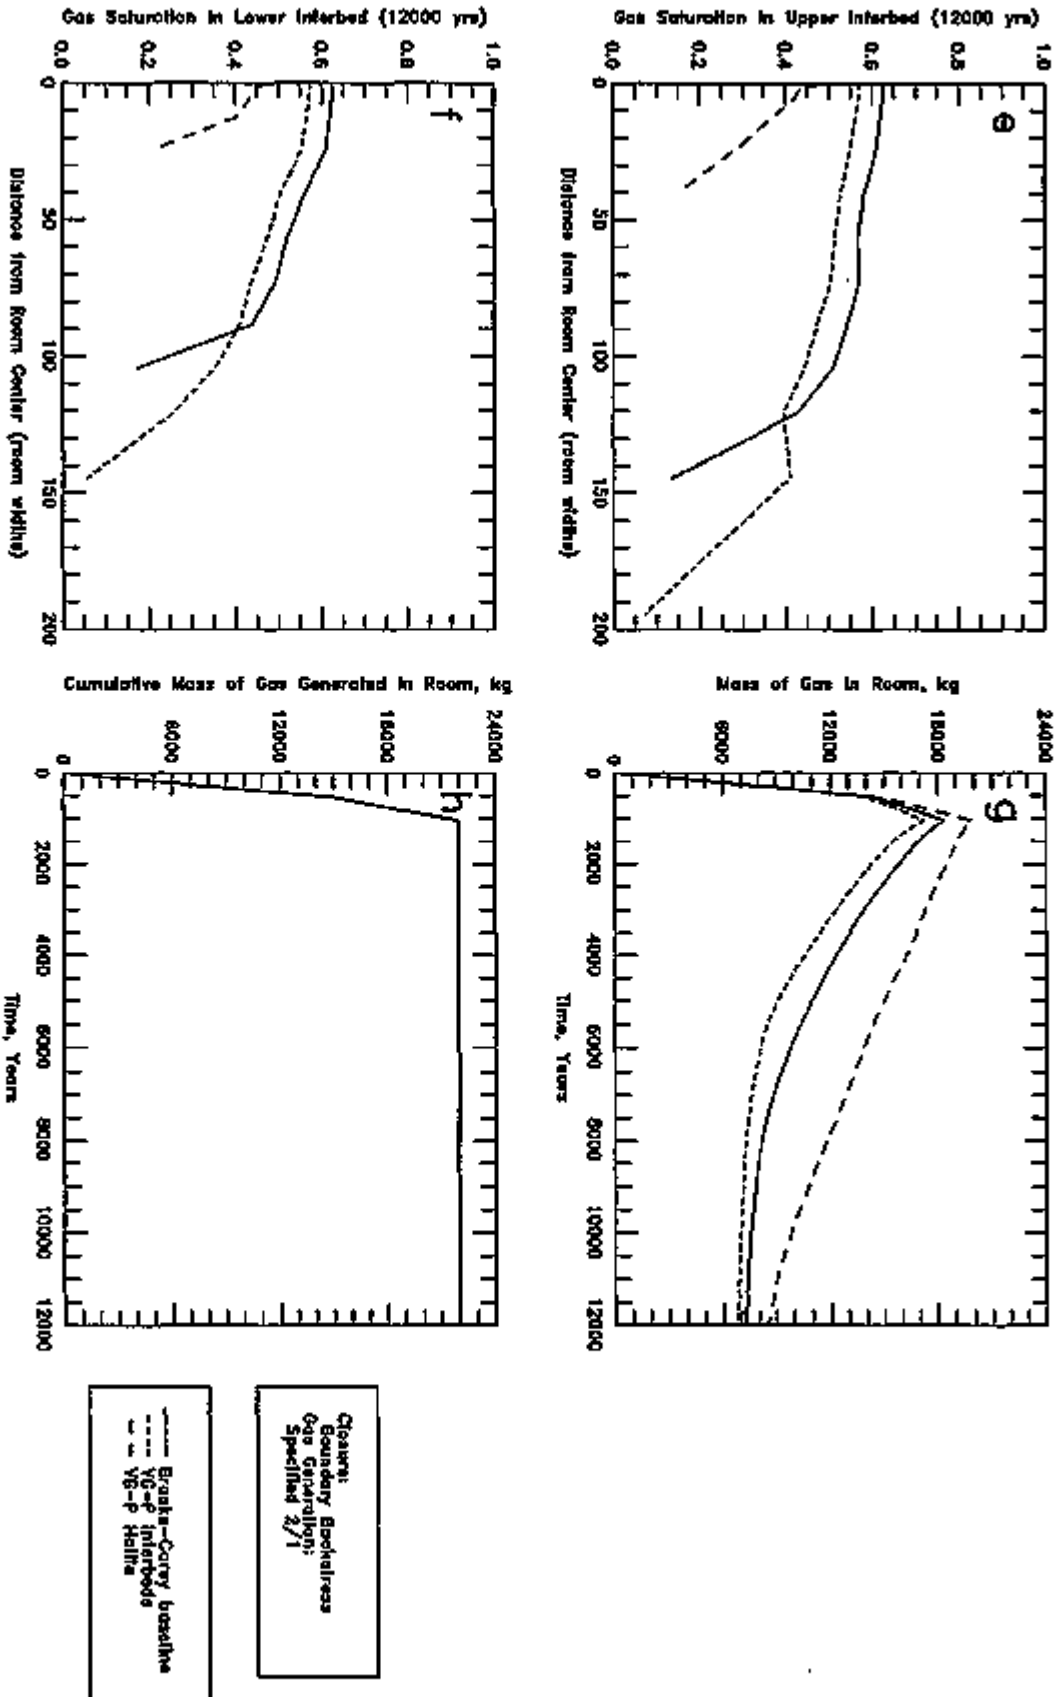 e
Gas Saturation in Upper Interbed (12000 yrs)
1.0
0.8
0.6
0.4
0.2
0.0
0
50
100
150
200
Distance from Room Center (room widths)
g
Mass of Gas in Room, kg
24000
18000
12000
6000
0
0
2000
4000
6000
8000
10000
12000
Time, Years
f
Gas Saturation in Lower Interbed (12000 yrs)
1.0
0.8
0.6
0.4
0.2
0.0
0
50
100
150
200
Distance from Room Center (room widths)
h
Cumulative Mass of Gas Generated in Room, kg
24000
18000
12000
6000
0
0
2000
4000
6000
8000
10000
12000
Time, Years
Closure:
Boundary Backstress
Gas Generation:
Specified 2/1
Brooks-Corey baseline
VG-P Interbeds
VG-P Halite